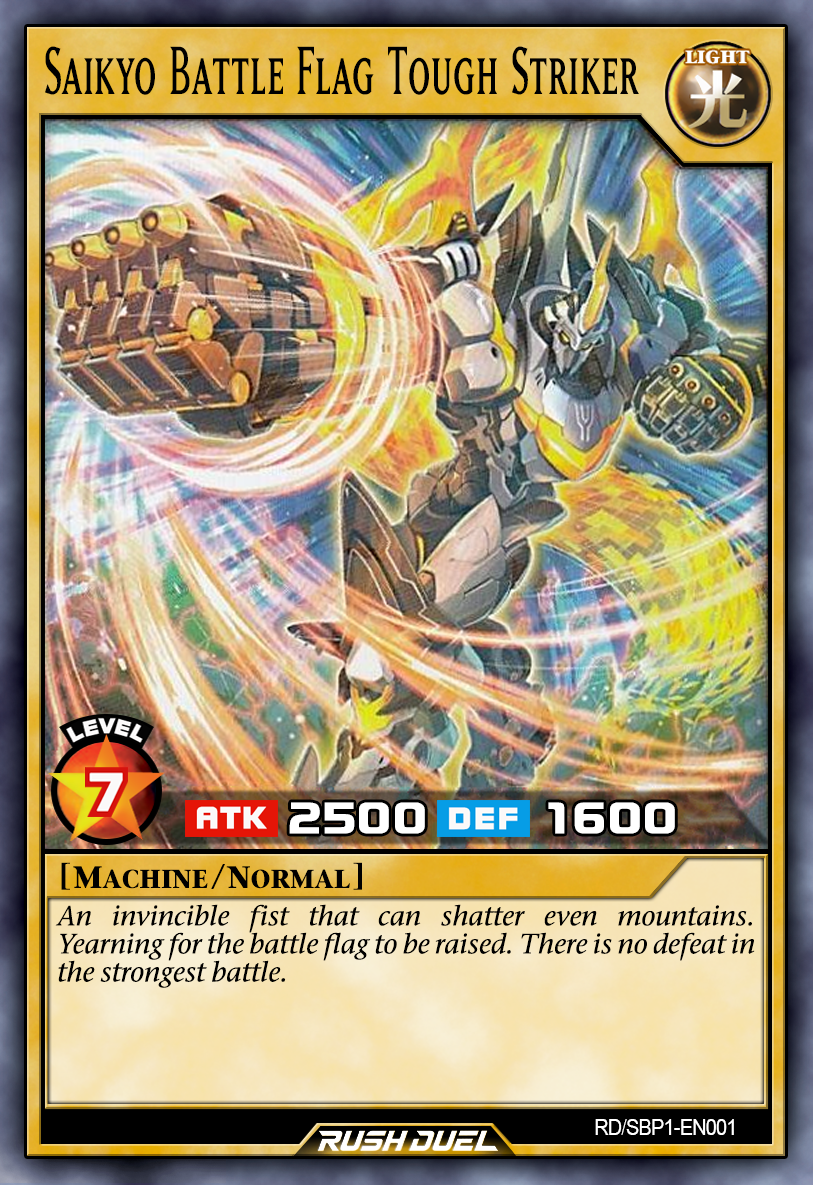 Saikyo Battle Flag Tough Striker
LIGHT
光
LEVEL
7
ATK 2500 DEF 1600
[Machine/Normal]
An invincible fist that can shatter even mountains.
Yearning for the battle flag to be raised. There is no defeat in
the strongest battle.
RD/SBP1-EN001
RUSH DUEL